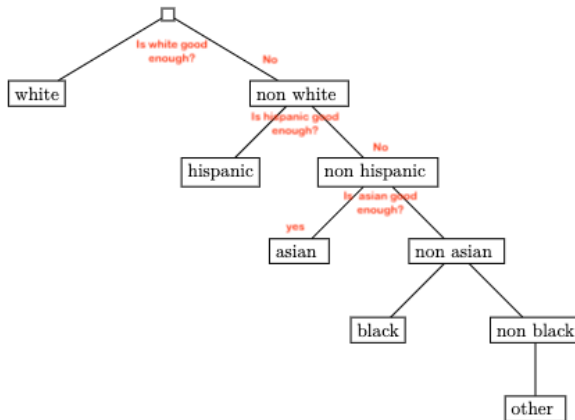 Is white good
enough?
No
white
non white
Is hispanic good
enough?
No
hispanic
non hispanic
Is asian good
enough?
yes
asian
non asian
black
non black
other